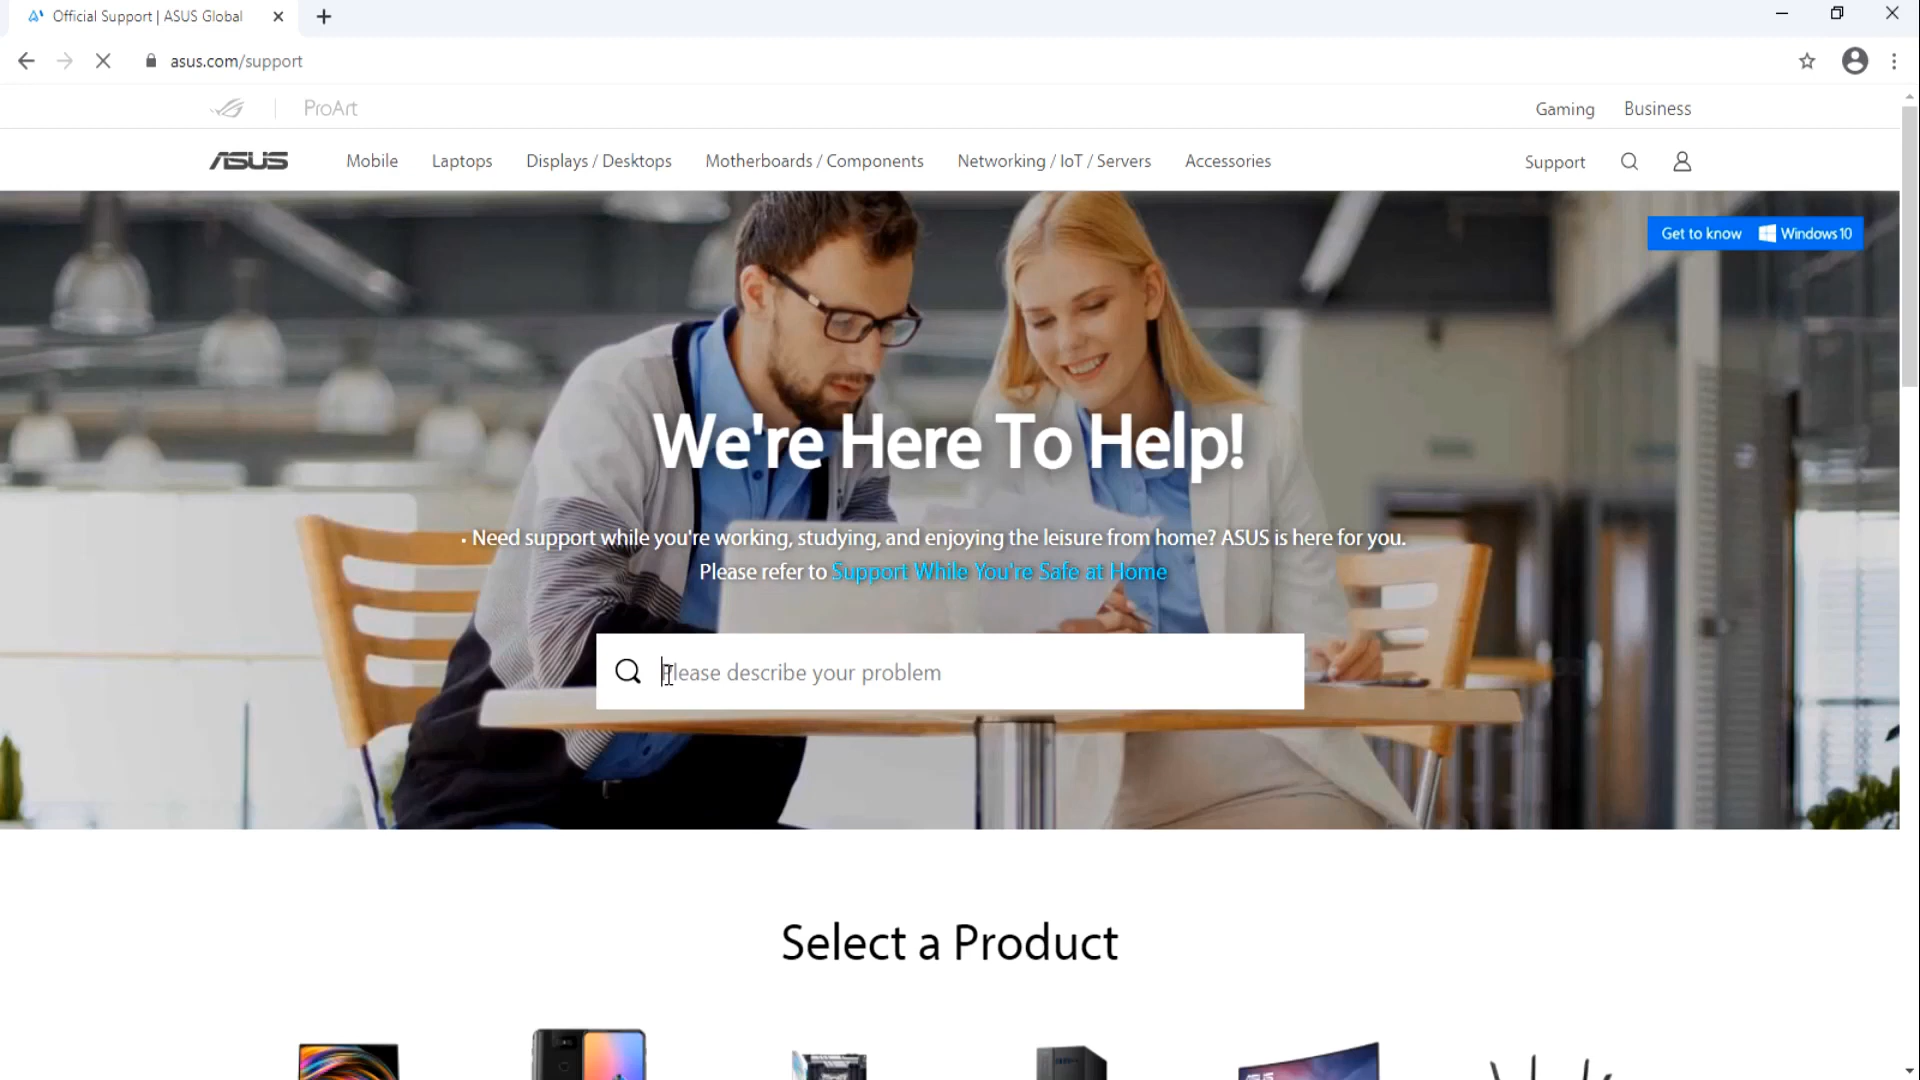 Official Support | ASUS Global
asus.com/support
ProArt
Gaming
Business
ASUS
Mobile
Laptops
Displays / Desktops
Motherboards / Components
Networking / IoT / Servers
Accessories
Support
Get to know Windows 10
We're Here To Help!
• Need support while you're working, studying, and enjoying the leisure from home? ASUS is here for you.
Please refer to Support While You're Safe at Home
Please describe your problem
Select a Product